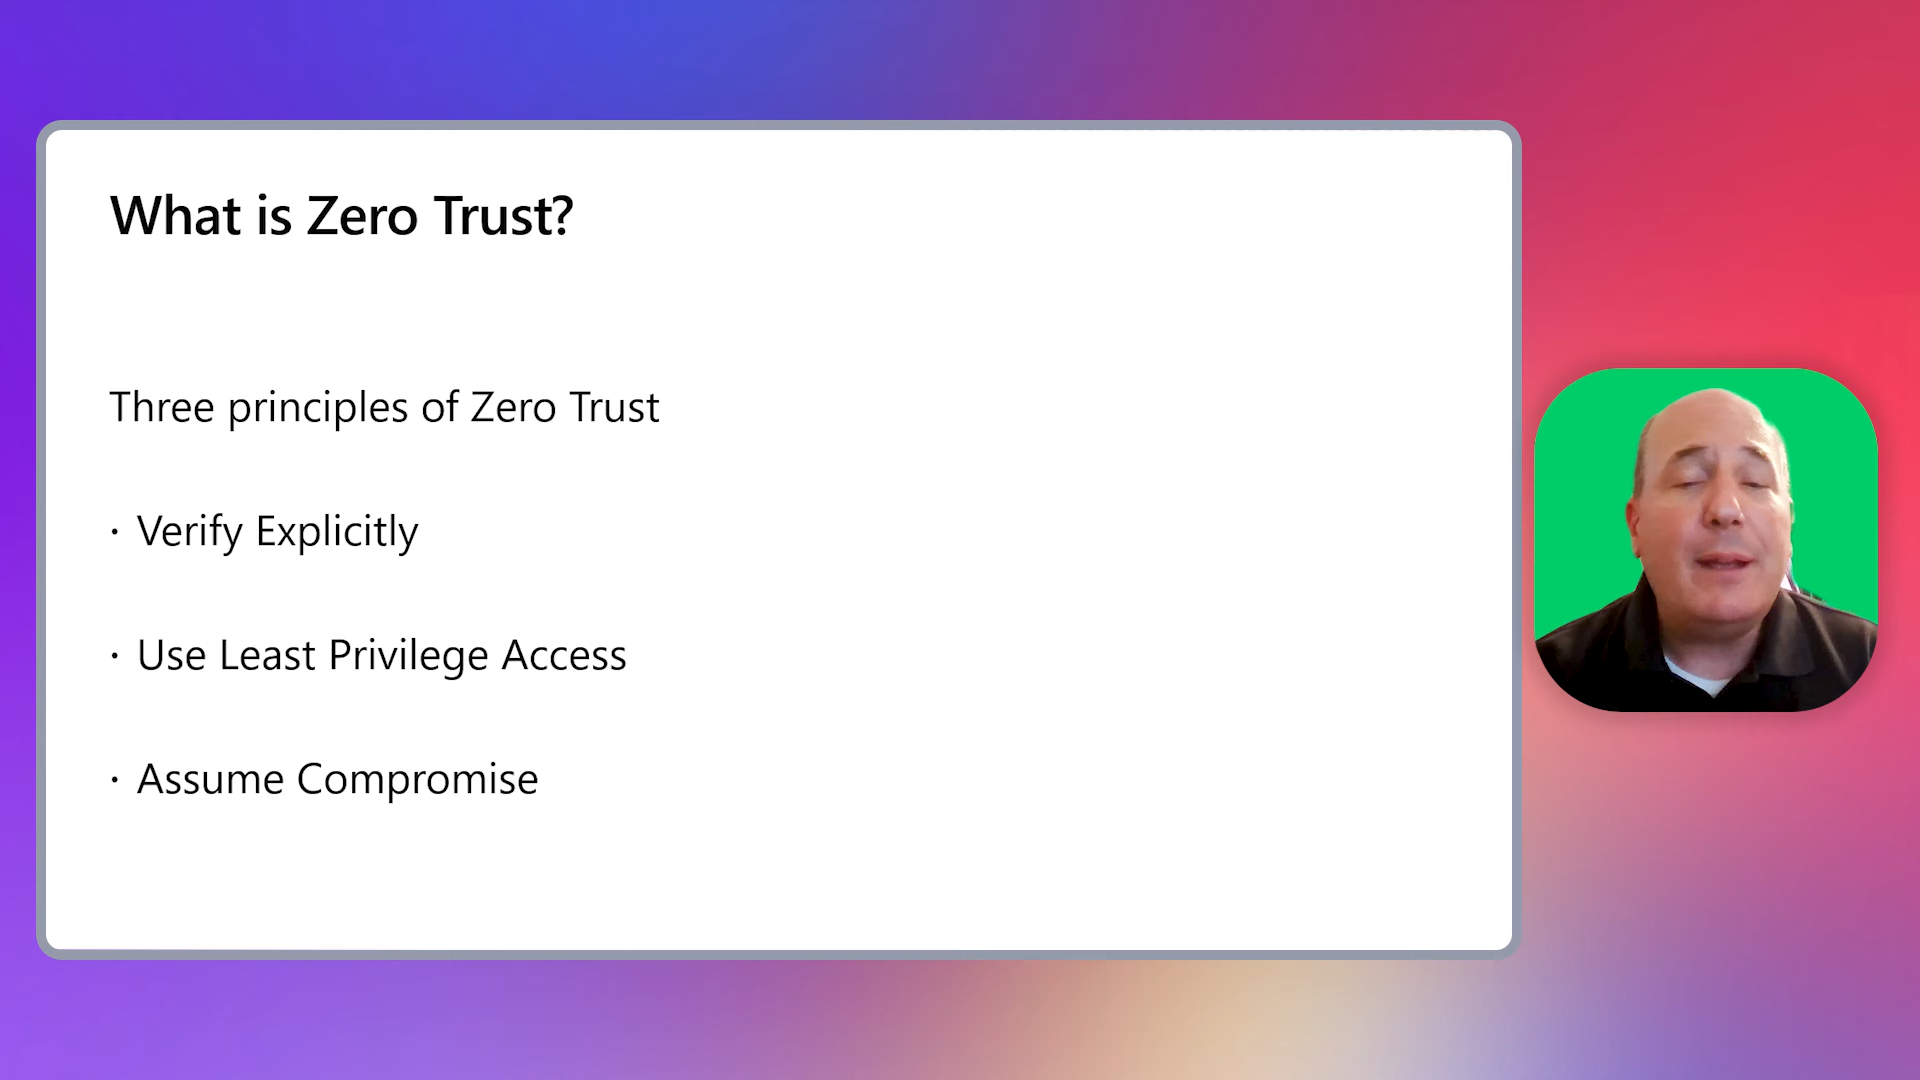 What is Zero Trust?
Three principles of Zero Trust
· Verify Explicitly
· Use Least Privilege Access
· Assume Compromise